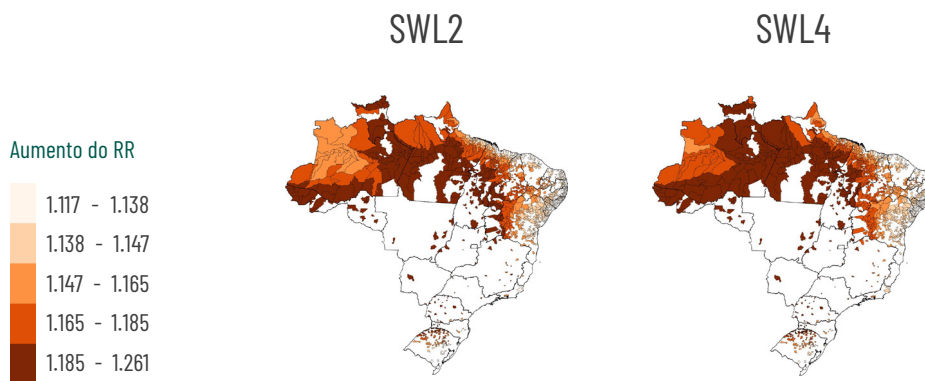 SWL2
SWL4
Aumento do RR
1.117 - 1.138
1.138 - 1.147
1.147 - 1.165
1.165 - 1.185
1.185 - 1.261